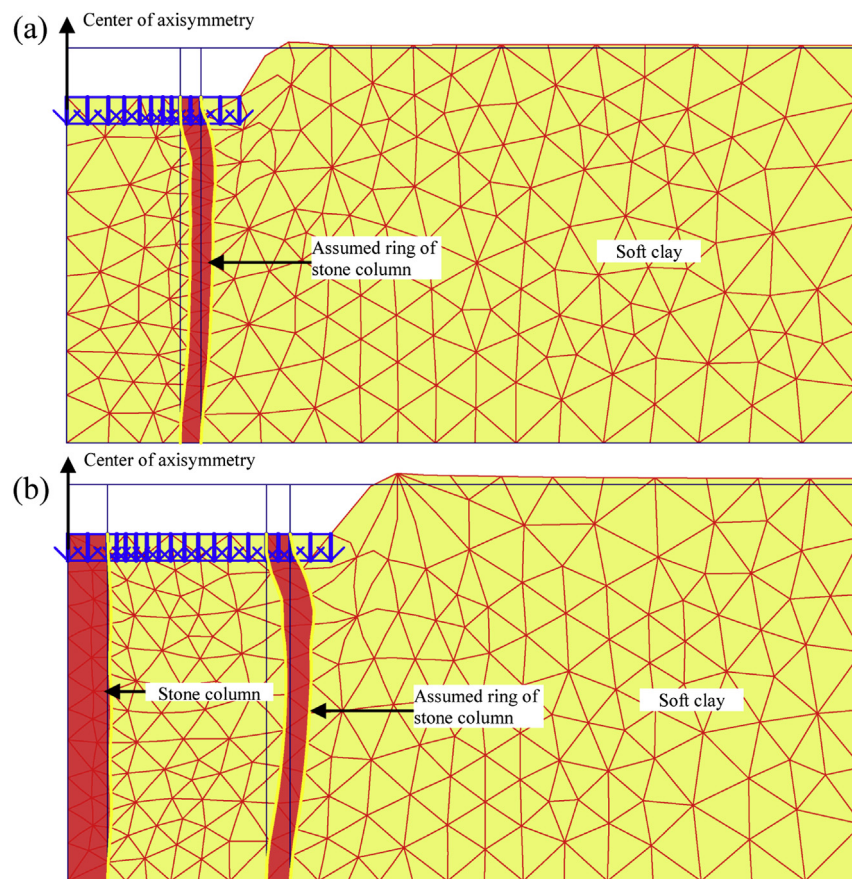 (a)
Center of axisymmetry
Assumed ring of
stone column
Soft clay
(b)
Center of axisymmetry
Stone column
Assumed ring of
stone column
Soft clay